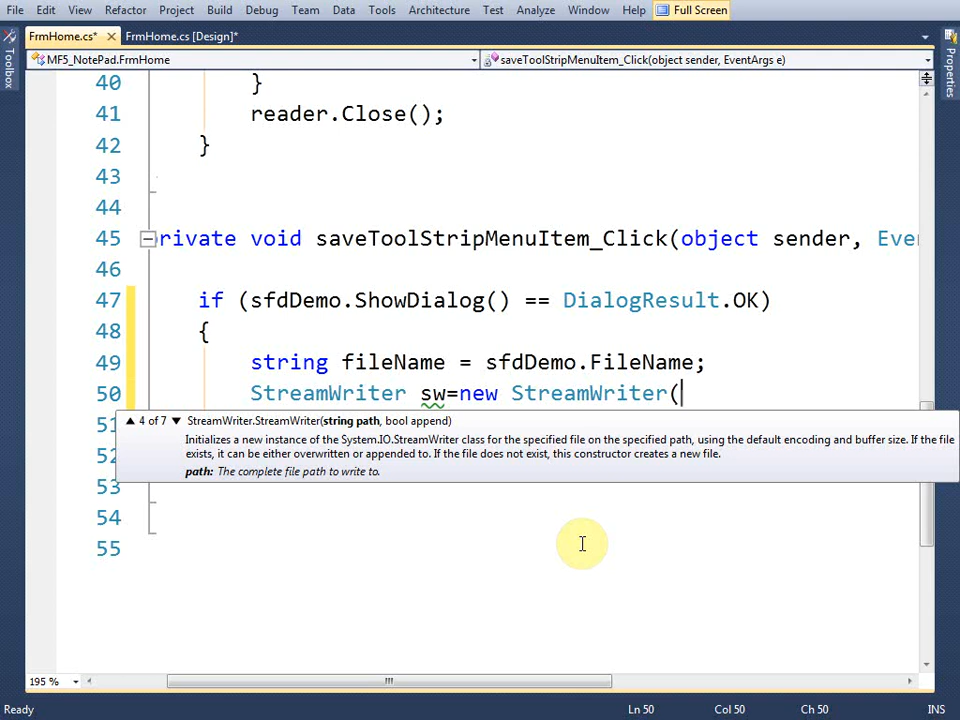 File Edit View Refactor Project Build Debug Team Data Tools Architecture Test Analyze Window Help Full Screen
FrmHome.cs* × FrmHome.cs [Design]*
MF5_NotePad.FrmHome saveToolStripMenuItem_Click(object sender, EventArgs e)
Toolbox
Properties
40 }
41 reader.Close();
42 }
43
44
45 rivate void saveToolStripMenuItem_Click(object sender, Eve
46
47 if (sfdDemo.ShowDialog() == DialogResult.OK)
48 {
49 string fileName = sfdDemo.FileName;
50 StreamWriter sw=new StreamWriter(
4 of 7 StreamWriter.StreamWriter(string path, bool append)
Initializes a new instance of the System.IO.StreamWriter class for the specified file on the specified path, using the default encoding and buffer size. If the file
exists, it can be either overwritten or appended to. If the file does not exist, this constructor creates a new file.
path: The complete file path to write to.
53
54
55
195 %
Ready Ln 50 Col 50 Ch 50 INS